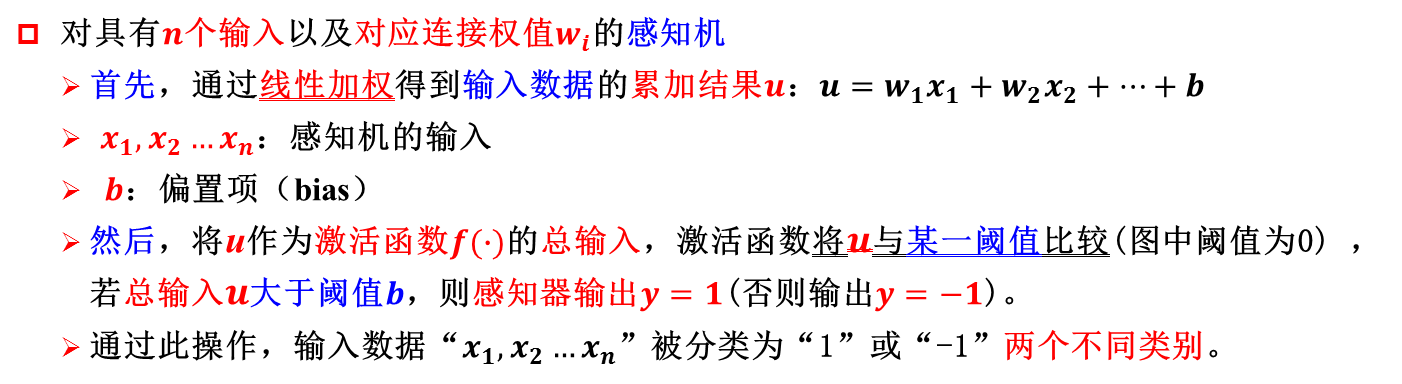 对具有n个输入以及对应连接权值wᵢ的感知机
首先，通过线性加权得到输入数据的累加结果u：u = w₁x₁ + w₂x₂ + ⋯ + b
x₁, x₂ … xₙ：感知机的输入
b：偏置项（bias）
然后，将u作为激活函数f(·)的总输入，激活函数将u与某一阈值比较(图中阈值为0)，
若总输入u大于阈值b，则感知器输出y = 1(否则输出y = −1)。
通过此操作，输入数据“x₁, x₂ … xₙ”被分类为“1”或“-1”两个不同类别。